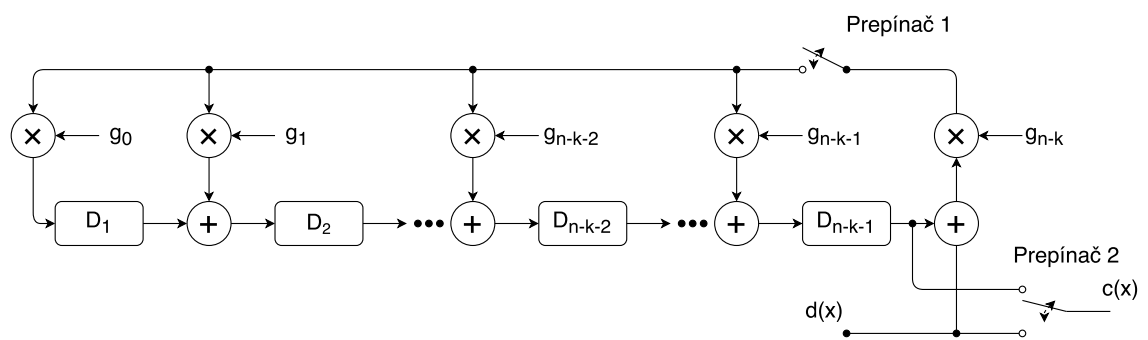 Prepínač 1
× g₀ × g₁ × gₙ₋ₖ₋₂ × gₙ₋ₖ₋₁ × gₙ₋ₖ
D₁ + D₂ ••• + Dₙ₋ₖ₋₂ ••• + Dₙ₋ₖ₋₁ +
Prepínač 2
d(x) c(x)